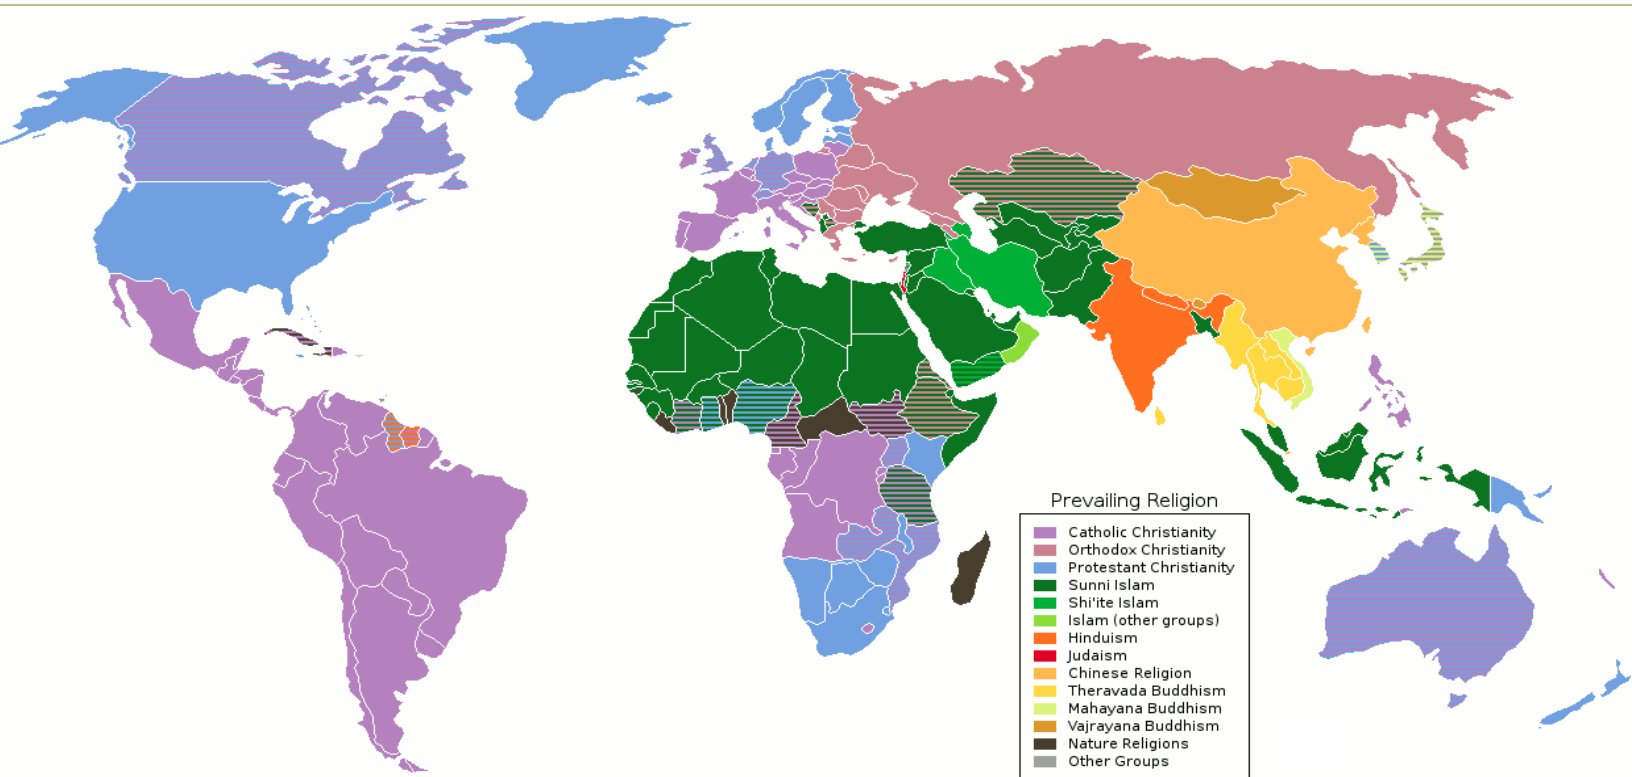 Prevailing Religion
Catholic Christianity
Orthodox Christianity
Protestant Christianity
Sunni Islam
Shi'ite Islam
Islam (other groups)
Hinduism
Judaism
Chinese Religion
Theravada Buddhism
Mahayana Buddhism
Vajrayana Buddhism
Nature Religions
Other Groups